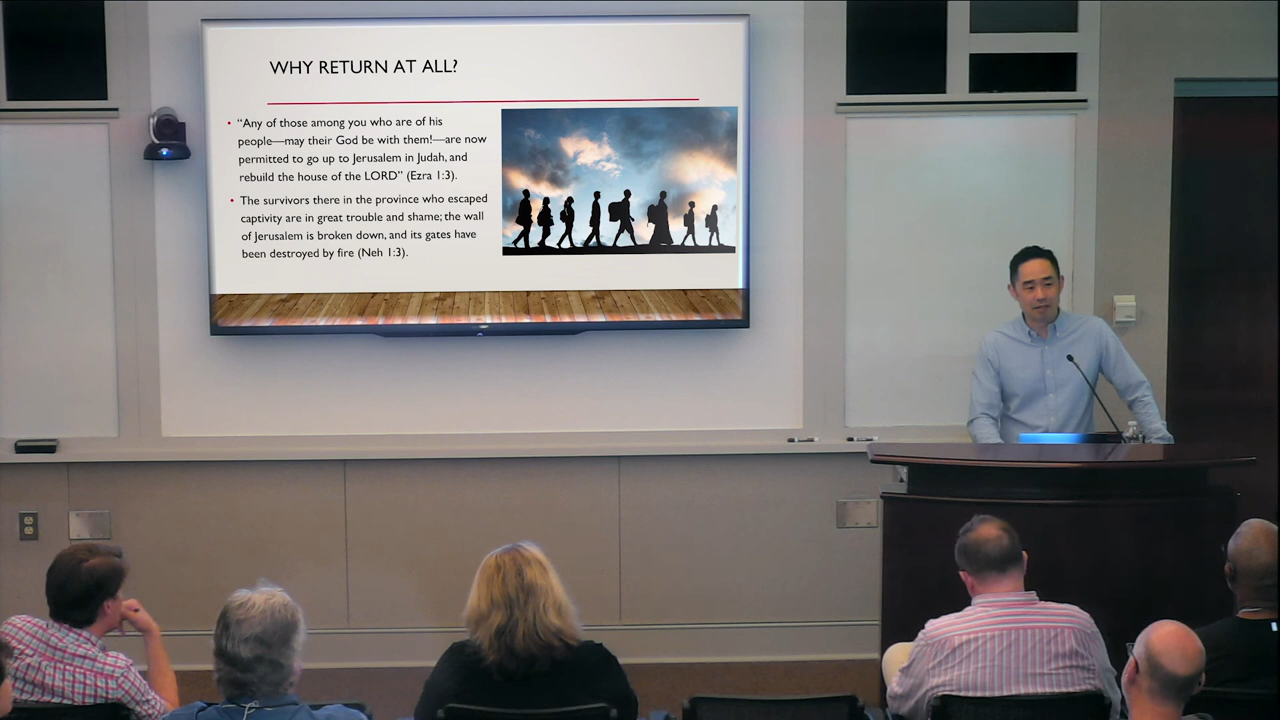 WHY RETURN AT ALL?
• “Any of those among you who are of his
people—may their God be with them!—are now
permitted to go up to Jerusalem in Judah, and
rebuild the house of the LORD” (Ezra 1:3).
• The survivors there in the province who escaped
captivity are in great trouble and shame; the wall
of Jerusalem is broken down, and its gates have
been destroyed by fire (Neh 1:3).